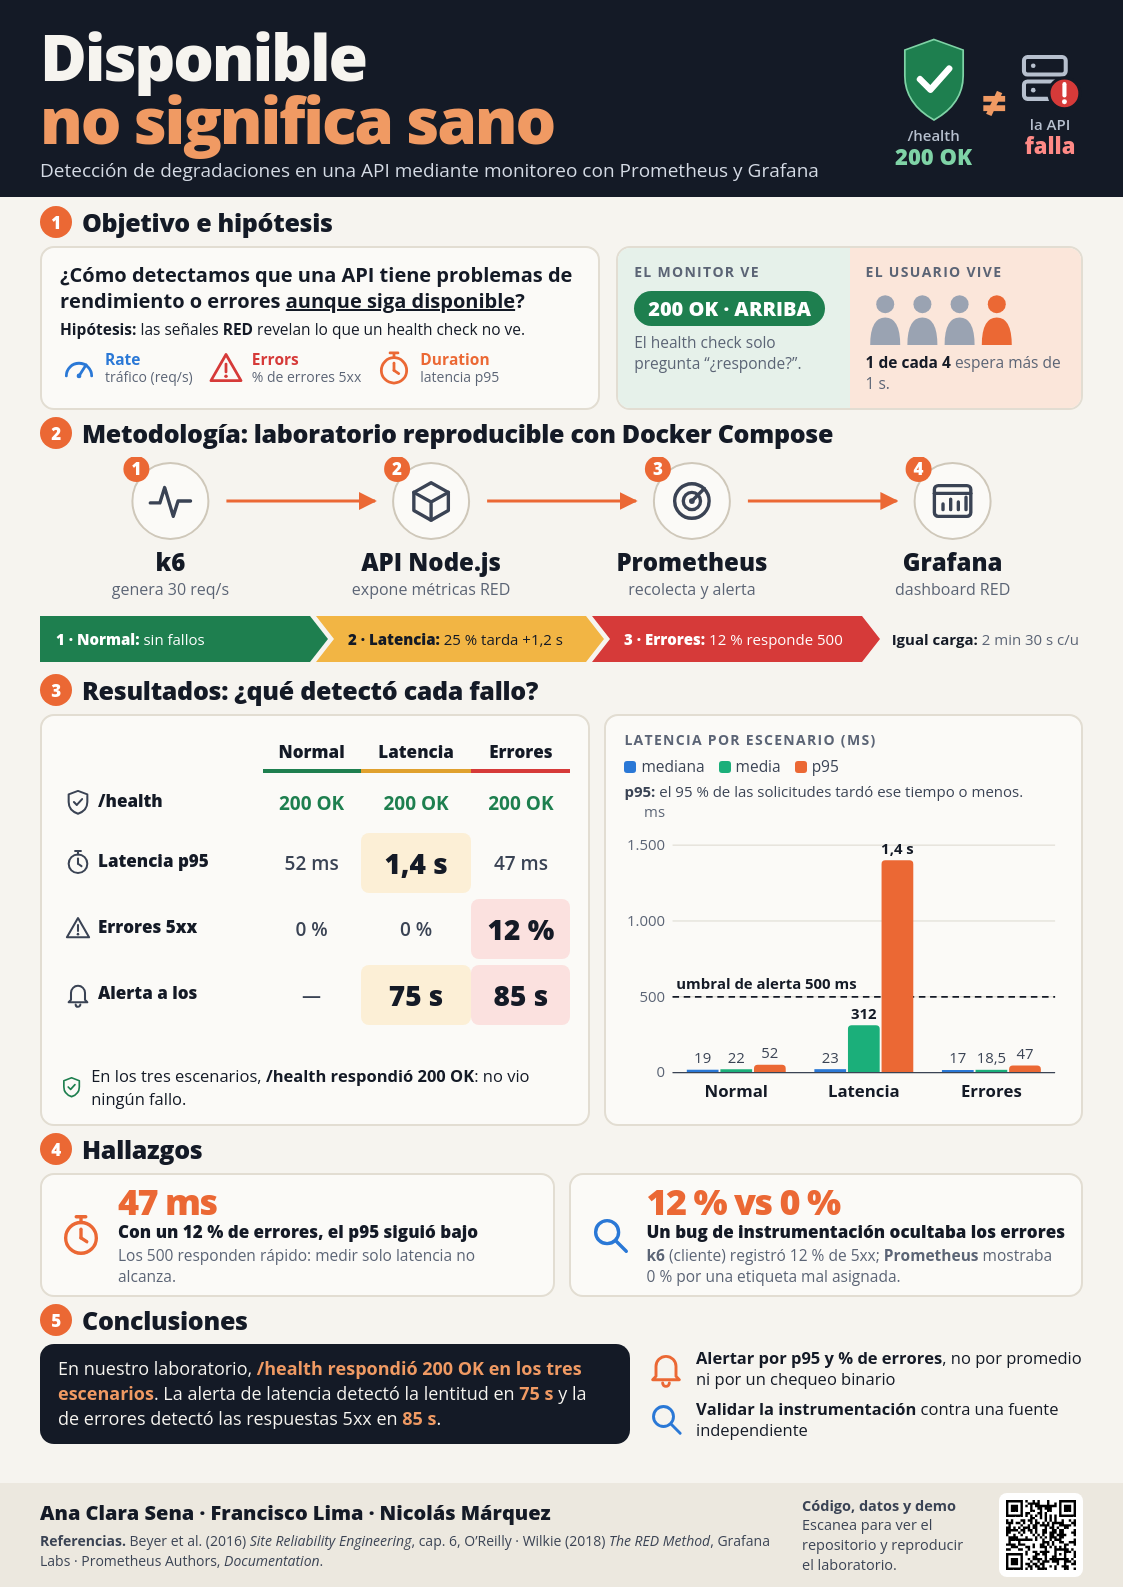 Disponible
no significa sano
Detección de degradaciones en una API mediante monitoreo con Prometheus y Grafana
/health
200 OK
≠
la API
falla
1 Objetivo e hipótesis
¿Cómo detectamos que una API tiene problemas de
rendimiento o errores aunque siga disponible?
Hipótesis: las señales RED revelan lo que un health check no ve.
Rate
tráfico (req/s)
Errors
% de errores 5xx
Duration
latencia p95
EL MONITOR VE
200 OK · ARRIBA
El health check solo
pregunta “¿responde?”.
EL USUARIO VIVE
1 de cada 4 espera más de
1 s.
2 Metodología: laboratorio reproducible con Docker Compose
1
k6
genera 30 req/s
2
API Node.js
expone métricas RED
3
Prometheus
recolecta y alerta
4
Grafana
dashboard RED
1 · Normal: sin fallos
2 · Latencia: 25 % tarda +1,2 s
3 · Errores: 12 % responde 500
Igual carga: 2 min 30 s c/u
3 Resultados: ¿qué detectó cada fallo?
Normal Latencia Errores
/health 200 OK 200 OK 200 OK
Latencia p95 52 ms 1,4 s 47 ms
Errores 5xx 0 % 0 % 12 %
Alerta a los — 75 s 85 s
En los tres escenarios, /health respondió 200 OK: no vio
ningún fallo.
LATENCIA POR ESCENARIO (MS)
mediana media p95
p95: el 95 % de las solicitudes tardó ese tiempo o menos.
ms
1.500
1,4 s
1.000
umbral de alerta 500 ms
500
312
19 22 52 23 17 18,5 47
0
Normal Latencia Errores
4 Hallazgos
47 ms
Con un 12 % de errores, el p95 siguió bajo
Los 500 responden rápido: medir solo latencia no
alcanza.
12 % vs 0 %
Un bug de instrumentación ocultaba los errores
k6 (cliente) registró 12 % de 5xx; Prometheus mostraba
0 % por una etiqueta mal asignada.
5 Conclusiones
En nuestro laboratorio, /health respondió 200 OK en los tres
escenarios. La alerta de latencia detectó la lentitud en 75 s y la
de errores detectó las respuestas 5xx en 85 s.
Alertar por p95 y % de errores, no por promedio
ni por un chequeo binario
Validar la instrumentación contra una fuente
independiente
Ana Clara Sena · Francisco Lima · Nicolás Márquez
Referencias. Beyer et al. (2016) Site Reliability Engineering, cap. 6, O’Reilly · Wilkie (2018) The RED Method, Grafana
Labs · Prometheus Authors, Documentation.
Código, datos y demo
Escanea para ver el
repositorio y reproducir
el laboratorio.